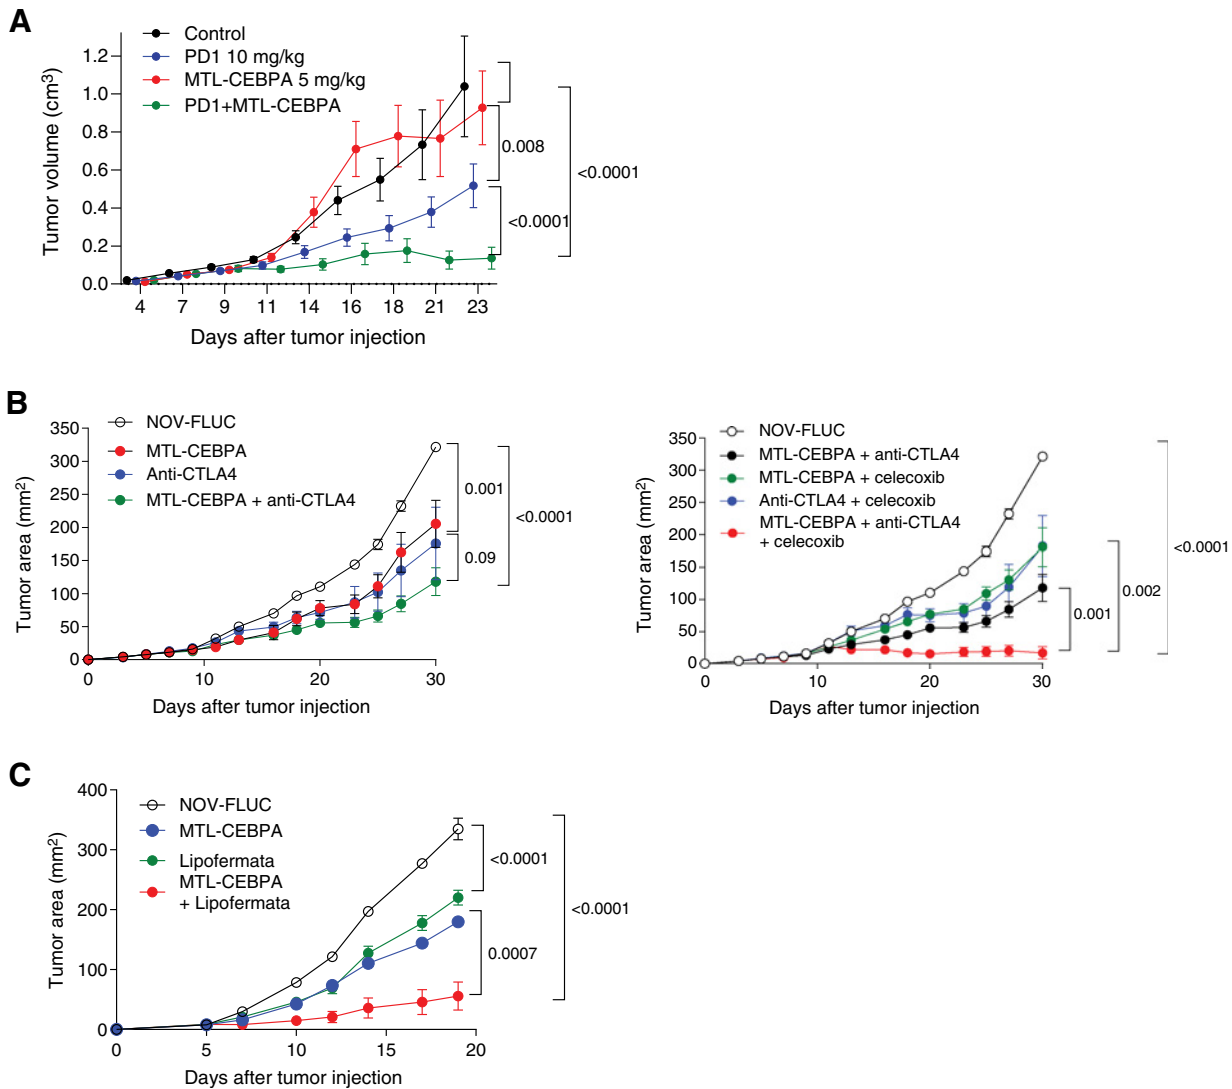 A
Control
PD1 10 mg/kg
MTL-CEBPA 5 mg/kg
PD1+MTL-CEBPA
Tumor volume (cm3)
1.2
1.0
0.8
0.6
0.4
0.2
0.0
4 7 9 11 14 16 18 21 23
Days after tumor injection
0.008
<0.0001
<0.0001
B
NOV-FLUC
MTL-CEBPA
Anti-CTLA4
MTL-CEBPA + anti-CTLA4
Tumor area (mm2)
350
300
250
200
150
100
50
0
0 10 20 30
Days after tumor injection
0.001
0.09
<0.0001
NOV-FLUC
MTL-CEBPA + anti-CTLA4
MTL-CEBPA + celecoxib
Anti-CTLA4 + celecoxib
MTL-CEBPA + anti-CTLA4
+ celecoxib
Tumor area (mm2)
350
300
250
200
150
100
50
0
0 10 20 30
Days after tumor injection
0.001
0.002
<0.0001
C
NOV-FLUC
MTL-CEBPA
Lipofermata
MTL-CEBPA
+ Lipofermata
Tumor area (mm2)
400
300
200
100
0
0 5 10 15 20
Days after tumor injection
<0.0001
0.0007
<0.0001